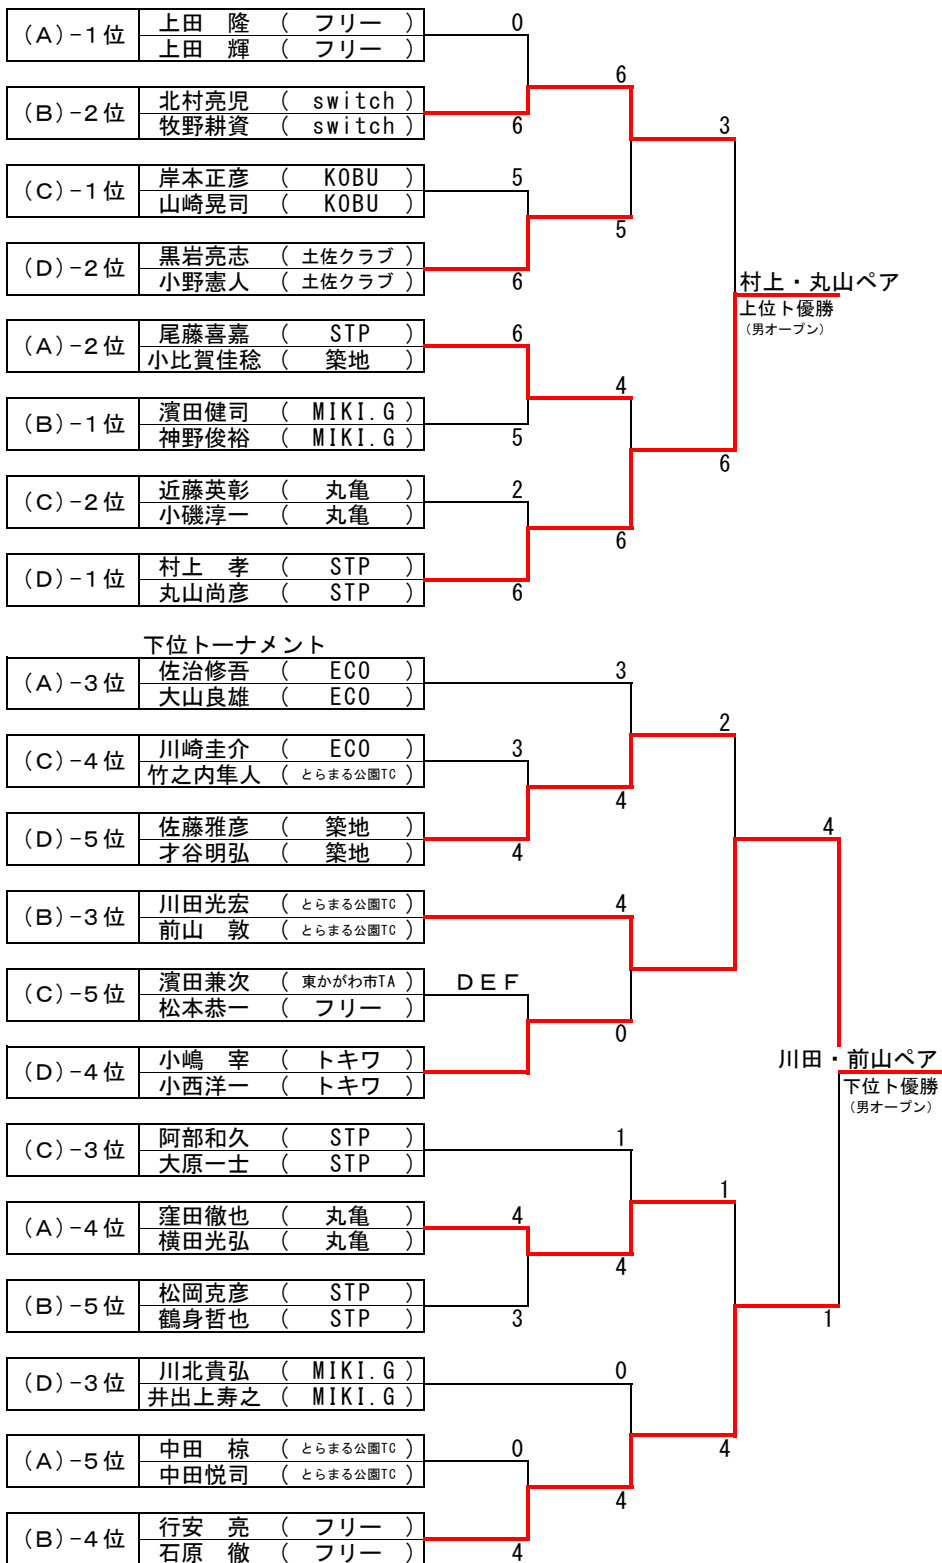 (A)-1位 上田 隆 ( フリー ) 0
上田 輝 ( フリー )
6
(B)-2位 北村亮児 ( switch )
牧野耕資 ( switch ) 6
3
(C)-1位 岸本正彦 ( KOBU ) 5
山崎晃司 ( KOBU )
5
(D)-2位 黒岩亮志 ( 土佐クラブ )
小野憲人 ( 土佐クラブ ) 6
村上・丸山ペア
上位ト優勝
(男オープン)
(A)-2位 尾藤喜嘉 ( STP ) 6
小比賀佳稔 ( 築地 )
4
(B)-1位 濱田健司 ( MIKI.G )
神野俊裕 ( MIKI.G ) 5
6
(C)-2位 近藤英彰 ( 丸亀 ) 2
小磯淳一 ( 丸亀 )
6
(D)-1位 村上 孝 ( STP )
丸山尚彦 ( STP ) 6
下位トーナメント
(A)-3位 佐治修吾 ( ECO ) 3
大山良雄 ( ECO )
2
(C)-4位 川崎圭介 ( ECO ) 3
竹之内隼人 ( とらまる公園TC )
4
(D)-5位 佐藤雅彦 ( 築地 ) 4
才谷明弘 ( 築地 ) 4
(B)-3位 川田光宏 ( とらまる公園TC ) 4
前山 敦 ( とらまる公園TC )
(C)-5位 濱田兼次 ( 東かがわ市TA ) DEF
松本恭一 ( フリー )
0
(D)-4位 小嶋 宰 ( トキワ )
小西洋一 ( トキワ )
川田・前山ペア
下位ト優勝
(男オープン)
(C)-3位 阿部和久 ( STP ) 1
大原一士 ( STP )
1
(A)-4位 窪田徹也 ( 丸亀 ) 4
横田光弘 ( 丸亀 )
4
(B)-5位 松岡克彦 ( STP )
鶴身哲也 ( STP ) 3 1
(D)-3位 川北貴弘 ( MIKI.G ) 0
井出上寿之 ( MIKI.G )
4
(A)-5位 中田 椋 ( とらまる公園TC ) 0
中田悦司 ( とらまる公園TC )
4
(B)-4位 行安 亮 ( フリー )
石原 徹 ( フリー ) 4